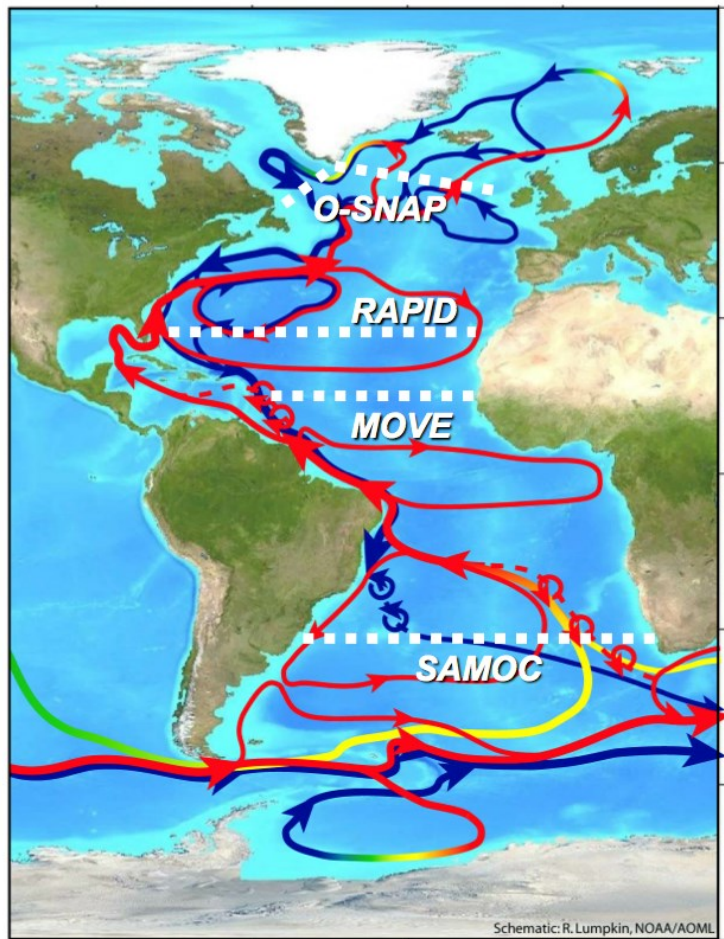 O-SNAP
RAPID
MOVE
SAMOC
Schematic: R. Lumpkin, NOAA/AOML